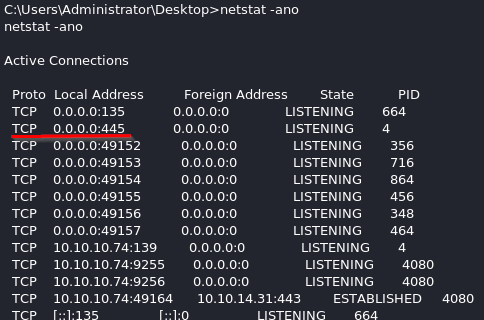 C:\Users\Administrator\Desktop>netstat -ano
netstat -ano
Active Connections
Proto Local Address Foreign Address State PID
TCP 0.0.0.0:135 0.0.0.0:0 LISTENING 664
TCP 0.0.0.0:445 0.0.0.0:0 LISTENING 4
TCP 0.0.0.0:49152 0.0.0.0:0 LISTENING 356
TCP 0.0.0.0:49153 0.0.0.0:0 LISTENING 716
TCP 0.0.0.0:49154 0.0.0.0:0 LISTENING 864
TCP 0.0.0.0:49155 0.0.0.0:0 LISTENING 456
TCP 0.0.0.0:49156 0.0.0.0:0 LISTENING 348
TCP 0.0.0.0:49157 0.0.0.0:0 LISTENING 464
TCP 10.10.10.74:139 0.0.0.0:0 LISTENING 4
TCP 10.10.10.74:9255 0.0.0.0:0 LISTENING 4080
TCP 10.10.10.74:9256 0.0.0.0:0 LISTENING 4080
TCP 10.10.10.74:49164 10.10.14.31:443 ESTABLISHED 4080
TCP [::]:135 [::]:0 LISTENING 664